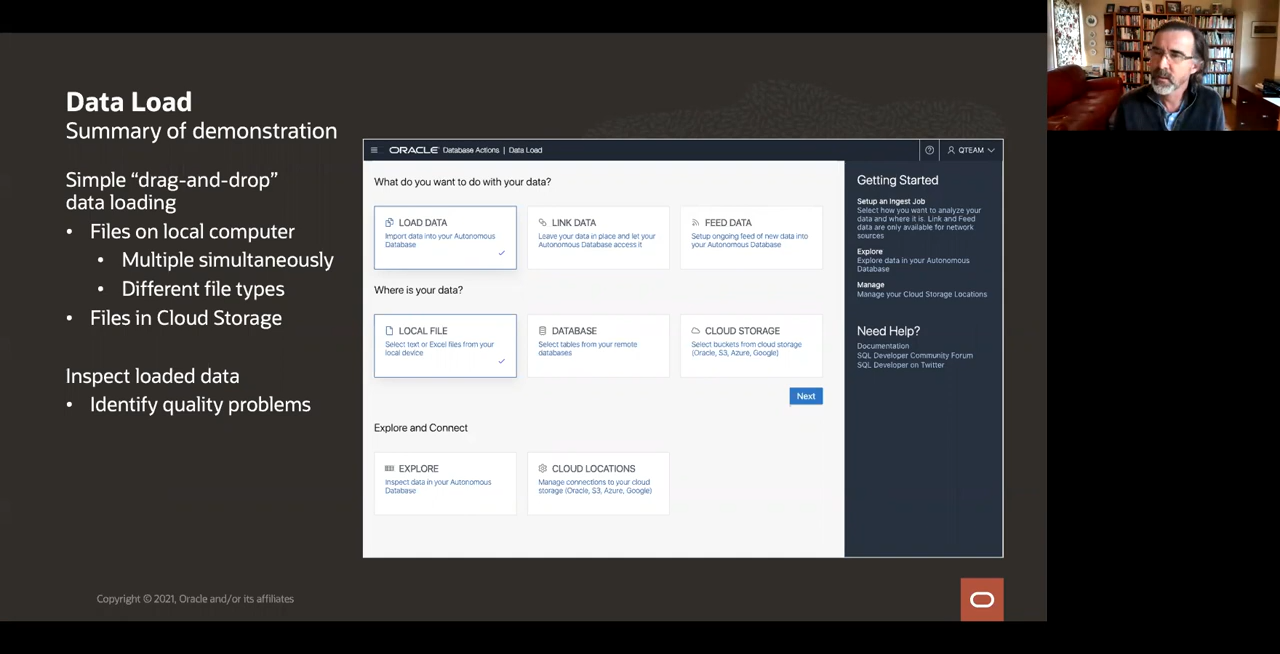 Data Load
Summary of demonstration
Simple “drag-and-drop”
data loading
• Files on local computer
• Multiple simultaneously
• Different file types
• Files in Cloud Storage
Inspect loaded data
• Identify quality problems
ORACLE Database Actions | Data Load
QTEAM
What do you want to do with your data?
LOAD DATA
Import data into your Autonomous
Database
LINK DATA
Leave your data in place and let your
Autonomous Database access it
FEED DATA
Setup ongoing feed of new data into
your Autonomous Database
Where is your data?
LOCAL FILE
Select text or Excel files from your
local device
DATABASE
Select tables from your remote
databases
CLOUD STORAGE
Select buckets from cloud storage
(Oracle, S3, Azure, Google)
Next
Explore and Connect
EXPLORE
Inspect data in your Autonomous
Database
CLOUD LOCATIONS
Manage connections to your cloud
storage (Oracle, S3, Azure, Google)
Getting Started
Setup an Ingest Job
Select how you want to analyze your
data and where it is. Link and Feed
data are only available for network
sources
Explore
Explore data in your Autonomous
Database
Manage
Manage your Cloud Storage Locations
Need Help?
Documentation
SQL Developer Community Forum
SQL Developer on Twitter
Copyright © 2021, Oracle and/or its affiliates